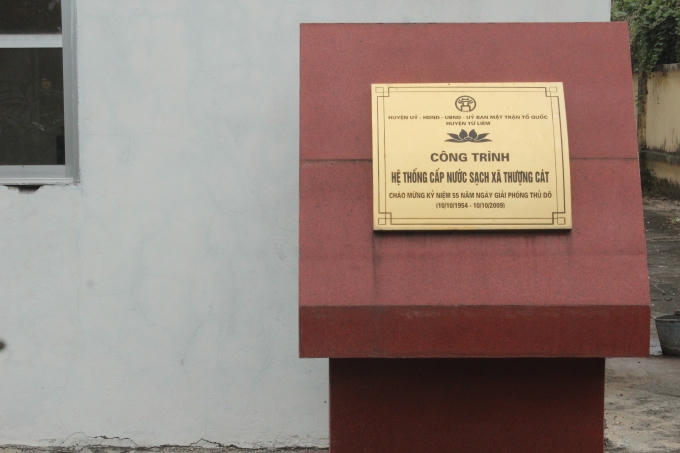 HUYỆN UỶ - HĐND - UBND - UỶ BAN MẶT TRẬN TỔ QUỐC
HUYỆN TỪ LIÊM
CÔNG TRÌNH
HỆ THỐNG CẤP NƯỚC SẠCH XÃ THƯỢNG CÁT
CHÀO MỪNG KỶ NIỆM 55 NĂM NGÀY GIẢI PHÓNG THỦ ĐÔ
(10/10/1954 - 10/10/2009)